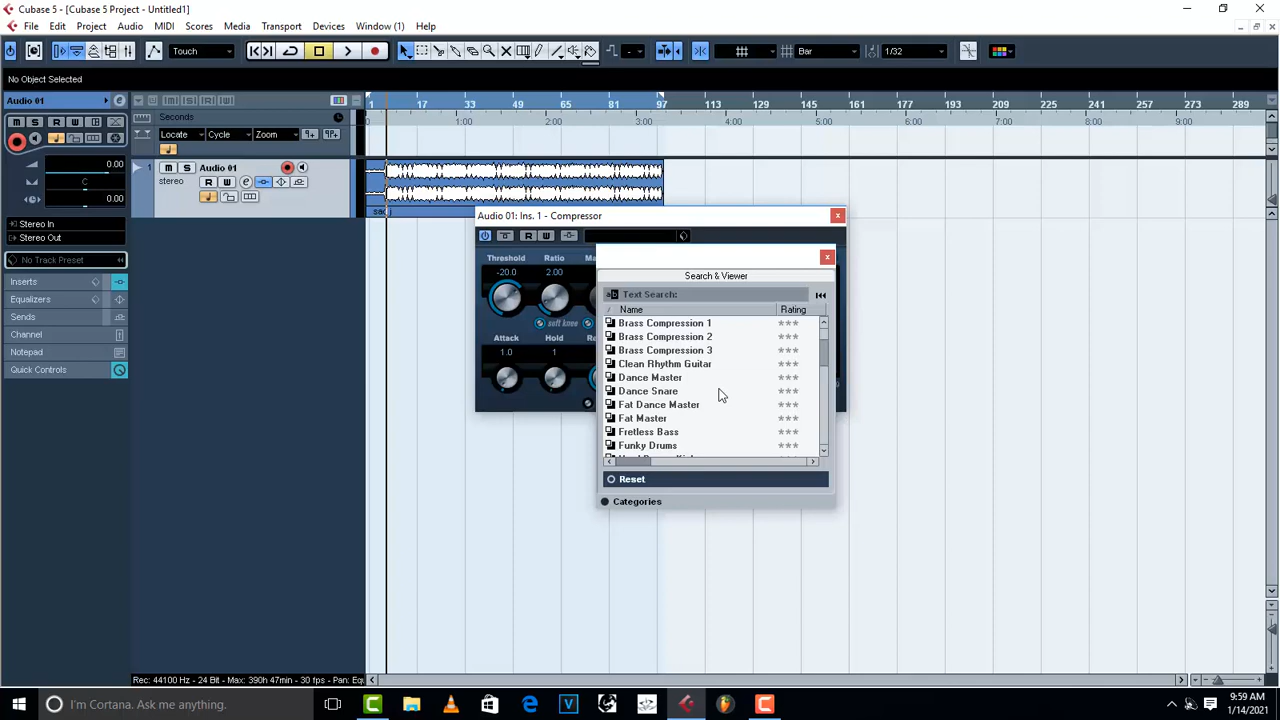 Cubase 5 - [Cubase 5 Project - Untitled1]
File Edit Project Audio MIDI Scores Media Transport Devices Window (1) Help
Touch Bar 1/32
No Object Selected
Audio 01
1 17 33 49 65 81 97 113 129 145 161 177 193 209 225 241 257 273 289
Seconds
0 1:00 2:00 3:00 4:00 5:00 6:00 7:00 8:00 9:00
Locate Cycle Zoom
M S R W
0.00
C
0.00
1 M S Audio 01
stereo R W e
Stereo In
Stereo Out
No Track Preset
Inserts
Equalizers
Sends
Channel
Notepad
Quick Controls
Audio 01: Ins. 1 - Compressor
R W
Threshold Ratio
-20.0 2.00
soft knee
Attack Hold
1.0 1
Search & Viewer
ab Text Search:
/ Name Rating
Brass Compression 1 ***
Brass Compression 2 ***
Brass Compression 3 ***
Clean Rhythm Guitar ***
Dance Master ***
Dance Snare ***
Fat Dance Master ***
Fat Master ***
Fretless Bass ***
Funky Drums ***
Reset
Categories
Rec: 44100 Hz - 24 Bit - Max: 390h 47min - 30 fps - Pan: Equ
I'm Cortana. Ask me anything.
9:59 AM
1/14/2021